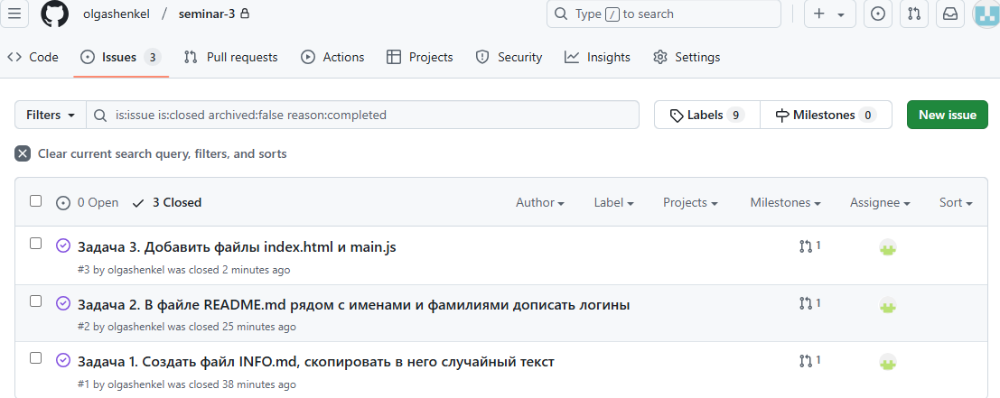 olgashenkel / seminar-3
Type / to search
Code
Issues 3
Pull requests
Actions
Projects
Security
Insights
Settings
Filters
is:issue is:closed archived:false reason:completed
Labels 9
Milestones 0
New issue
Clear current search query, filters, and sorts
0 Open
3 Closed
Author
Label
Projects
Milestones
Assignee
Sort
Задача 3. Добавить файлы index.html и main.js
1
#3 by olgashenkel was closed 2 minutes ago
Задача 2. В файле README.md рядом с именами и фамилиями дописать логины
1
#2 by olgashenkel was closed 25 minutes ago
Задача 1. Создать файл INFO.md, скопировать в него случайный текст
1
#1 by olgashenkel was closed 38 minutes ago